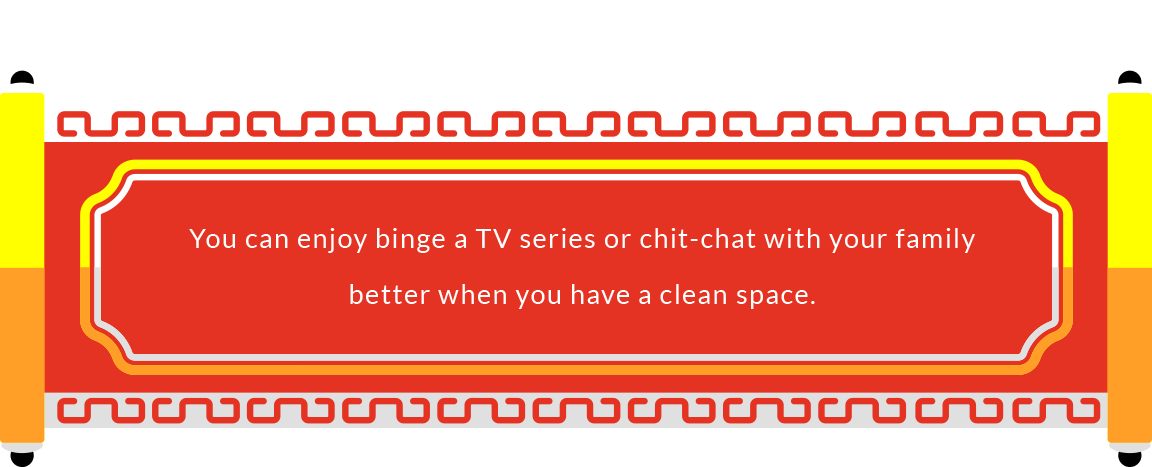 You can enjoy binge a TV series or chit-chat with your family
better when you have a clean space.